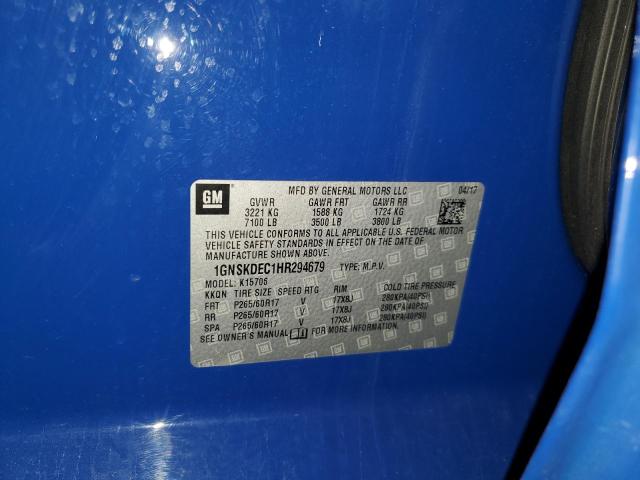 GM
MFD BY GENERAL MOTORS LLC 04/17
GVWR GAWR FRT GAWR RR
3221 KG 1588 KG 1724 KG
7100 LB 3500 LB 3800 LB
THIS VEHICLE CONFORMS TO ALL APPLICABLE U.S. FEDERAL MOTOR
VEHICLE SAFETY STANDARDS IN EFFECT ON THE DATE OF
MANUFACTURE SHOWN ABOVE.
1GNSKDEC1HR294679 TYPE: M.P.V.
MODEL: K15706
KKQN TIRE SIZE SPEED RTG RIM COLD TIRE PRESSURE
FRT P265/60R17 V 17X8J 280KPA(40PSI)
RR P265/60R17 V 17X8J 280KPA(40PSI)
SPA P265/60R17 V 17X8J 280KPA(40PSI)
SEE OWNER'S MANUAL FOR MORE INFORMATION.